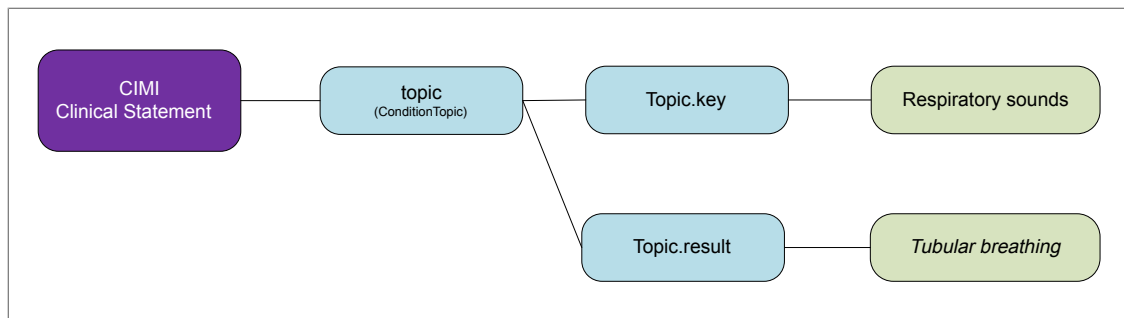 CIMI
Clinical Statement
topic
(ConditionTopic)
Topic.key
Respiratory sounds
Topic.result
Tubular breathing